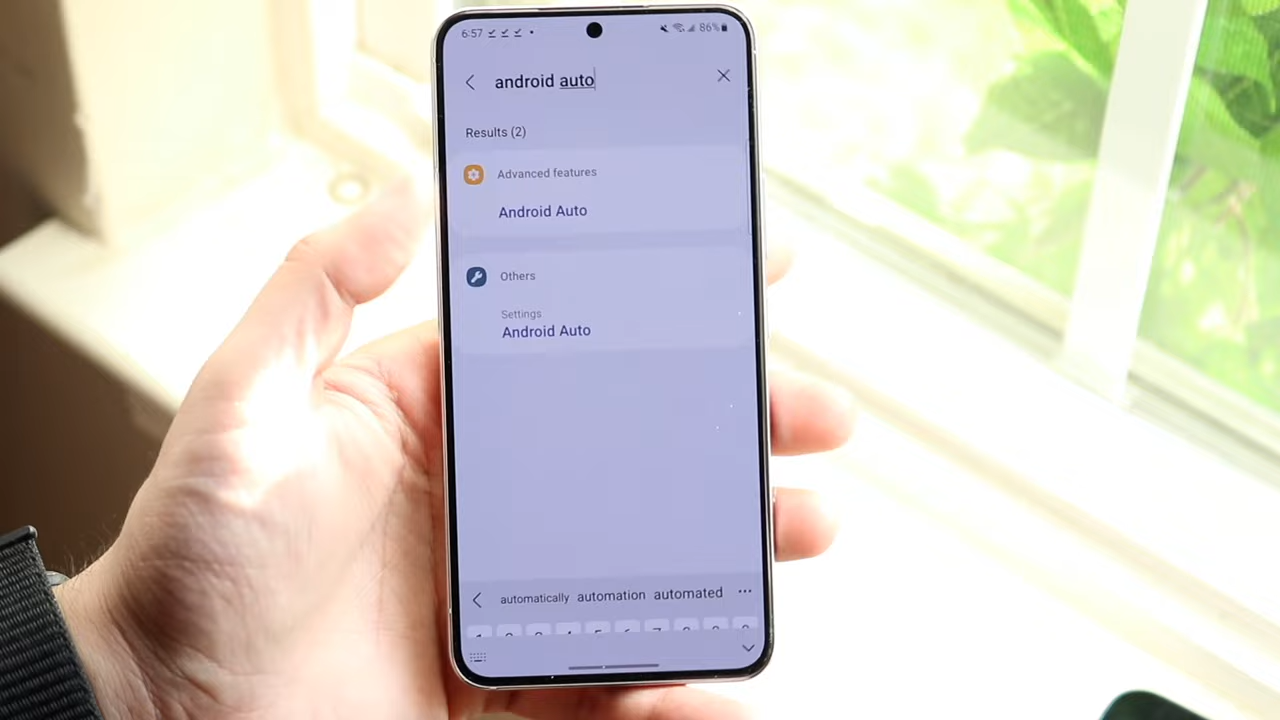 6:57 86%
android auto
Results (2)
Advanced features
Android Auto
Others
Settings
Android Auto
automatically automation automated